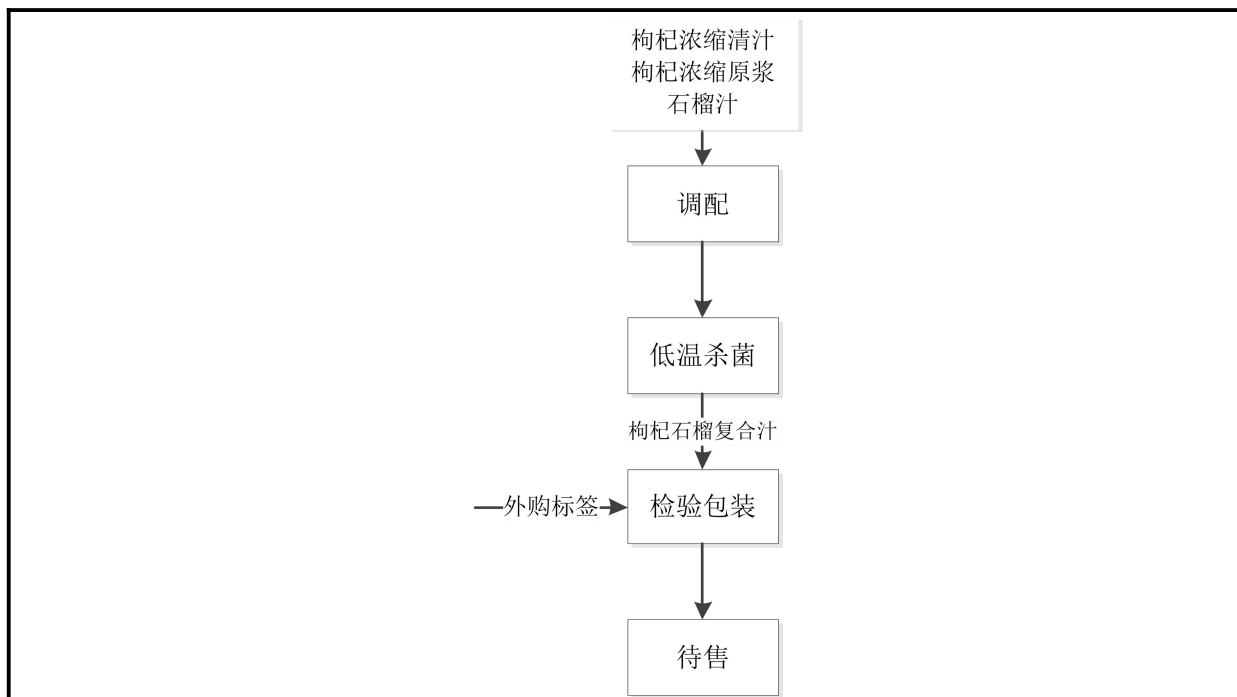 枸杞浓缩清汁
枸杞浓缩原浆
石榴汁
调配
低温杀菌
枸杞石榴复合汁
外购标签
检验包装
待售